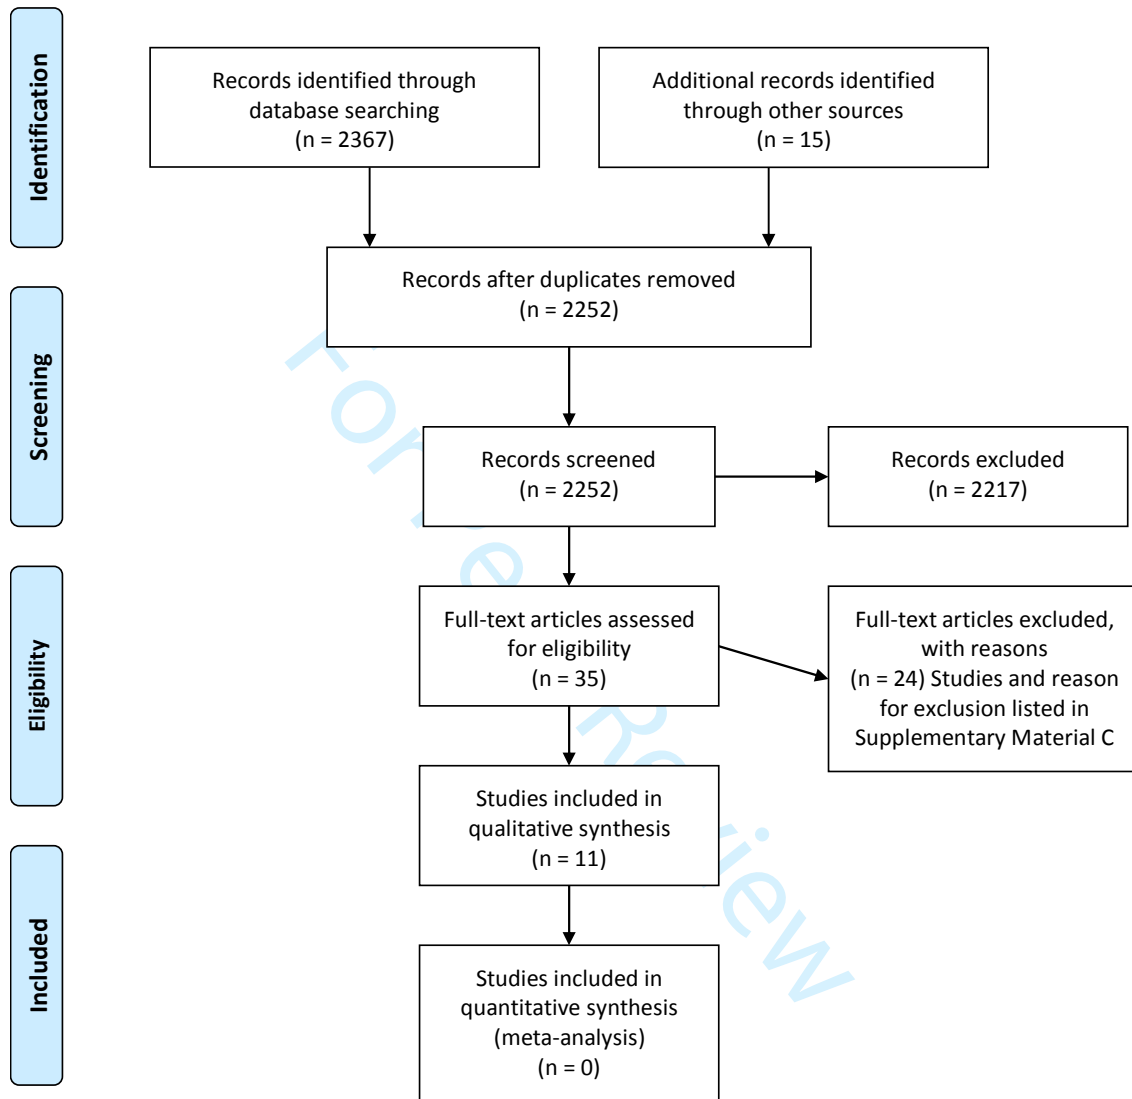 Identification
Records identified through
database searching
(n = 2367)
Additional records identified
through other sources
(n = 15)
Records after duplicates removed
(n = 2252)
Screening
Records screened
(n = 2252)
Records excluded
(n = 2217)
Eligibility
Full-text articles assessed
for eligibility
(n = 35)
Full-text articles excluded,
with reasons
(n = 24) Studies and reason
for exclusion listed in
Supplementary Material C
Studies included in
qualitative synthesis
(n = 11)
Included
Studies included in
quantitative synthesis
(meta-analysis)
(n = 0)
For Review